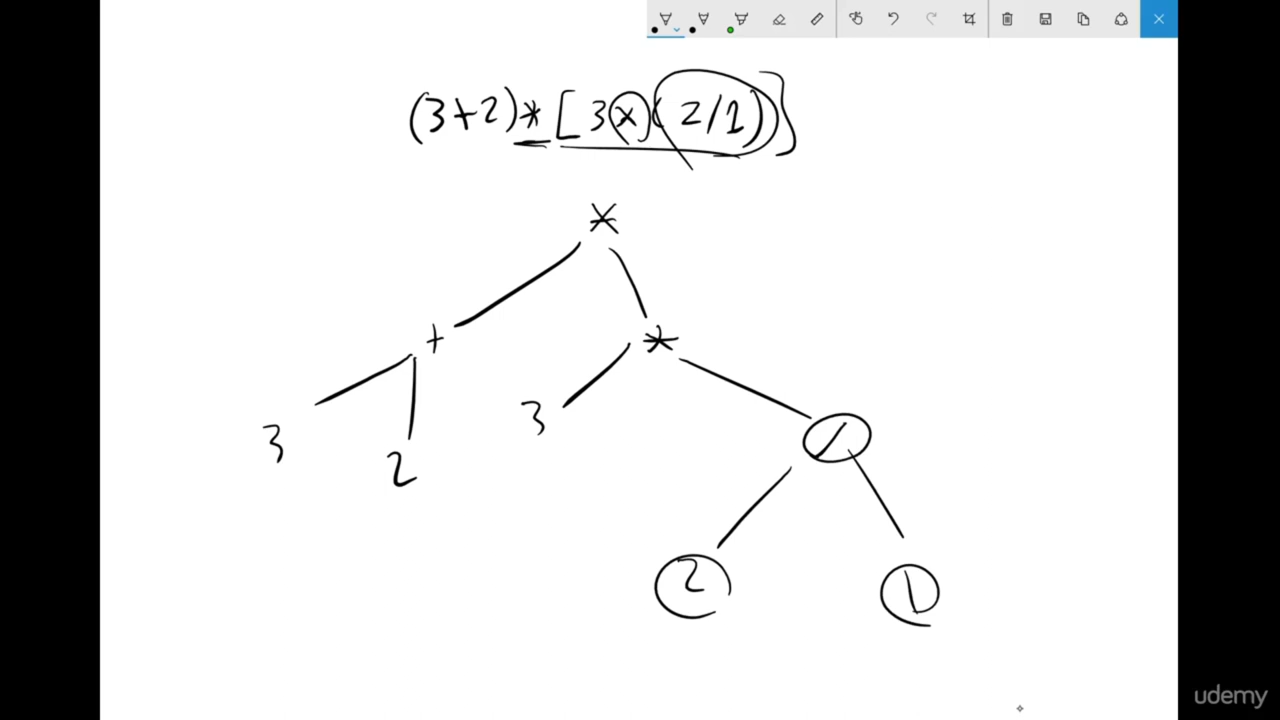 (3+2)*[3*(2/1)]
*
+ *
3 2 3 /
2 1
udemy